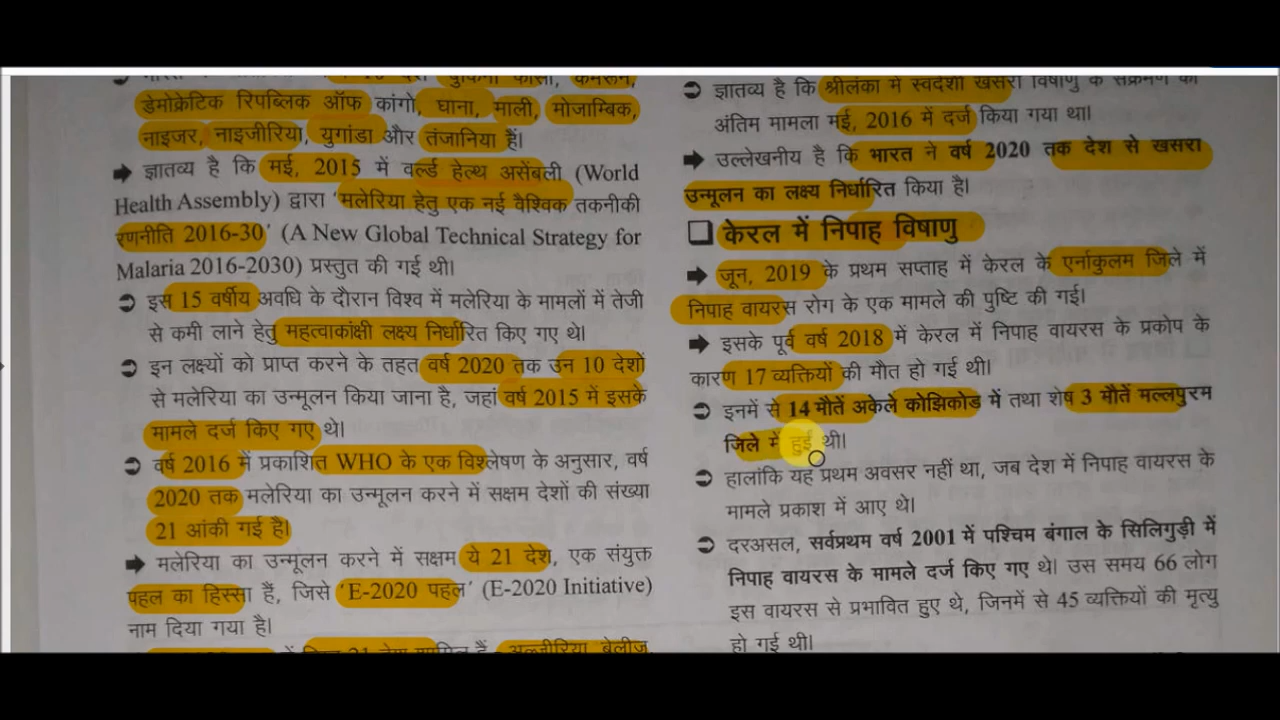 डेमोक्रेटिक रिपब्लिक ऑफ कांगो, घाना, माली, मोजाम्बिक,
नाइजर, नाइजीरिया, युगांडा और तंजानिया हैं।
➡ ज्ञातव्य है कि मई, 2015 में वर्ल्ड हेल्थ असेंबली (World
Health Assembly) द्वारा 'मलेरिया हेतु एक नई वैश्विक तकनीकी
रणनीति 2016-30' (A New Global Technical Strategy for
Malaria 2016-2030) प्रस्तुत की गई थी।
➲ इस 15 वर्षीय अवधि के दौरान विश्व में मलेरिया के मामलों में तेजी
से कमी लाने हेतु महत्वाकांक्षी लक्ष्य निर्धारित किए गए थे।
➲ इन लक्ष्यों को प्राप्त करने के तहत वर्ष 2020 तक उन 10 देशों
से मलेरिया का उन्मूलन किया जाना है, जहां वर्ष 2015 में इसके
मामले दर्ज किए गए थे।
➲ वर्ष 2016 में प्रकाशित WHO के एक विश्लेषण के अनुसार, वर्ष
2020 तक मलेरिया का उन्मूलन करने में सक्षम देशों की संख्या
21 आंकी गई है।
➡ मलेरिया का उन्मूलन करने में सक्षम ये 21 देश, एक संयुक्त
पहल का हिस्सा हैं, जिसे 'E-2020 पहल' (E-2020 Initiative)
नाम दिया गया है।
21 देश शामिल हैं- अल्जीरिया, बेलीज,
➲ ज्ञातव्य है कि श्रीलंका में स्वदेशी खसरा विषाणु के संक्रमण का
अंतिम मामला मई, 2016 में दर्ज किया गया था।
➡ उल्लेखनीय है कि भारत ने वर्ष 2020 तक देश से खसरा
उन्मूलन का लक्ष्य निर्धारित किया है।
❑ केरल में निपाह विषाणु
➡ जून, 2019 के प्रथम सप्ताह में केरल के एर्नाकुलम जिले में
निपाह वायरस रोग के एक मामले की पुष्टि की गई।
➡ इसके पूर्व वर्ष 2018 में केरल में निपाह वायरस के प्रकोप के
कारण 17 व्यक्तियों की मौत हो गई थी।
➲ इनमें से 14 मौतें अकेले कोझिकोड में तथा शेष 3 मौतें मल्लपुरम
जिले में हुई थी।
➲ हालांकि यह प्रथम अवसर नहीं था, जब देश में निपाह वायरस के
मामले प्रकाश में आए थे।
➲ दरअसल, सर्वप्रथम वर्ष 2001 में पश्चिम बंगाल के सिलिगुड़ी में
निपाह वायरस के मामले दर्ज किए गए थे। उस समय 66 लोग
इस वायरस से प्रभावित हुए थे, जिनमें से 45 व्यक्तियों की मृत्यु
हो गई थी।